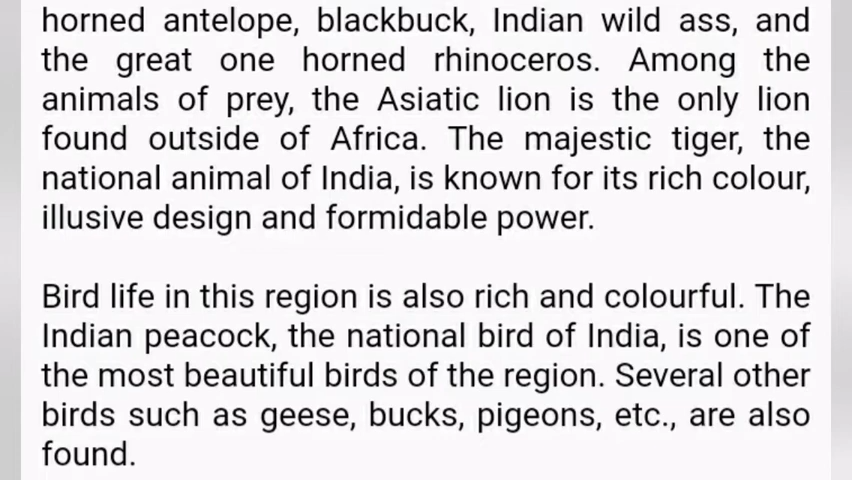 horned antelope, blackbuck, Indian wild ass, and
the great one horned rhinoceros. Among the
animals of prey, the Asiatic lion is the only lion
found outside of Africa. The majestic tiger, the
national animal of India, is known for its rich colour,
illusive design and formidable power.
Bird life in this region is also rich and colourful. The
Indian peacock, the national bird of India, is one of
the most beautiful birds of the region. Several other
birds such as geese, bucks, pigeons, etc., are also
found.